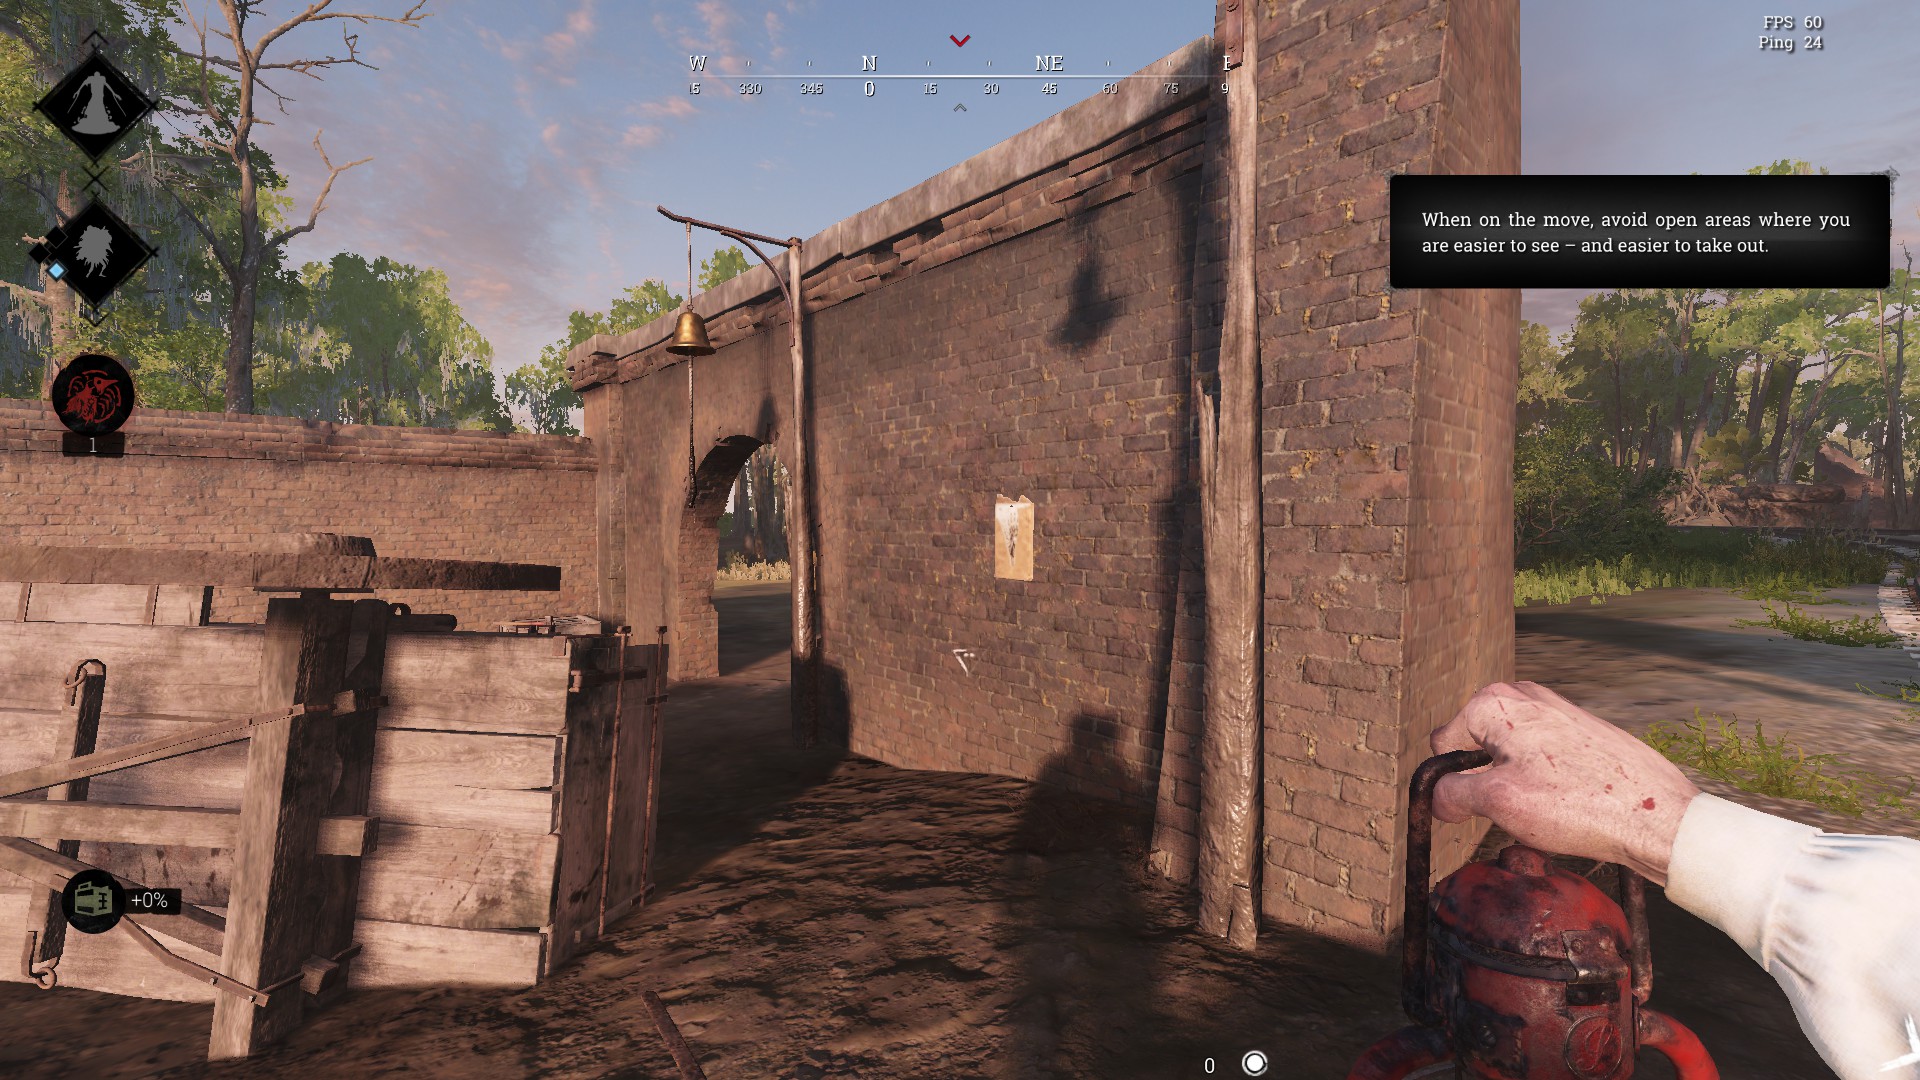 FPS 60
Ping 24
W N NE
330 345 0 15 30 45 60 75
When on the move, avoid open areas where you
are easier to see – and easier to take out.
1
+0%
0